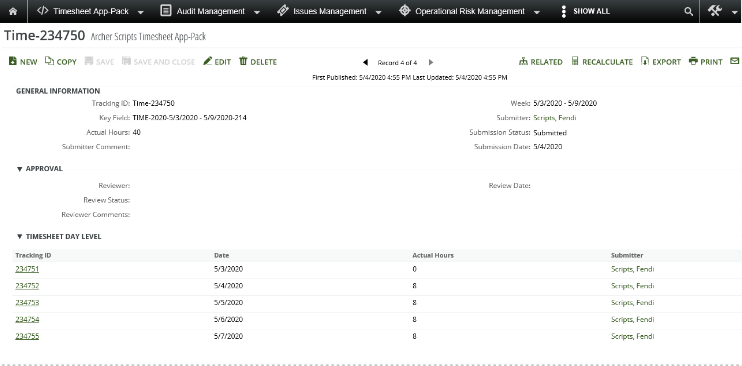 Timesheet App-Pack Audit Management Issues Management Operational Risk Management SHOW ALL
Time-234750 Archer Scripts Timesheet App-Pack
NEW COPY SAVE SAVE AND CLOSE EDIT DELETE Record 4 of 4 RELATED RECALCULATE EXPORT PRINT
First Published: 5/4/2020 4:55 PM Last Updated: 5/4/2020 4:55 PM
GENERAL INFORMATION
Tracking ID: Time-234750 Week: 5/3/2020 - 5/9/2020
Key Field: TIME-2020-5/3/2020 - 5/9/2020-214 Submitter: Scripts, Fendi
Actual Hours: 40 Submission Status: Submitted
Submitter Comment: Submission Date: 5/4/2020
APPROVAL
Reviewer: Review Date:
Review Status:
Reviewer Comments:
TIMESHEET DAY LEVEL
Tracking ID Date Actual Hours Submitter
234751 5/3/2020 0 Scripts, Fendi
234752 5/4/2020 8 Scripts, Fendi
234753 5/5/2020 8 Scripts, Fendi
234754 5/6/2020 8 Scripts, Fendi
234755 5/7/2020 8 Scripts, Fendi